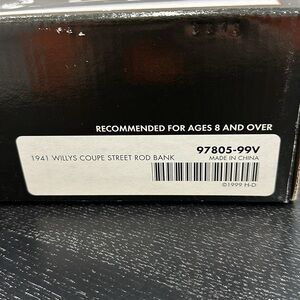 RECOMMENDED FOR AGES 8 AND OVER
1941 WILLYS COUPE STREET ROD BANK
97805-99V
MADE IN CHINA
©1999 H-D